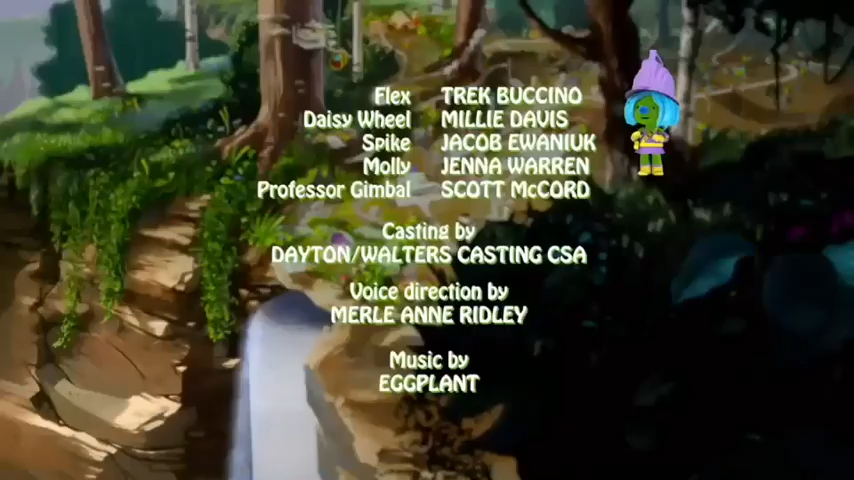 Flex TREK BUCCINO
Daisy Wheel MILLIE DAVIS
Spike JACOB EWANIUK
Molly JENNA WARREN
Professor Gimbal SCOTT McCORD
Casting by
DAYTON/WALTERS CASTING CSA
Voice direction by
MERLE ANNE RIDLEY
Music by
EGGPLANT